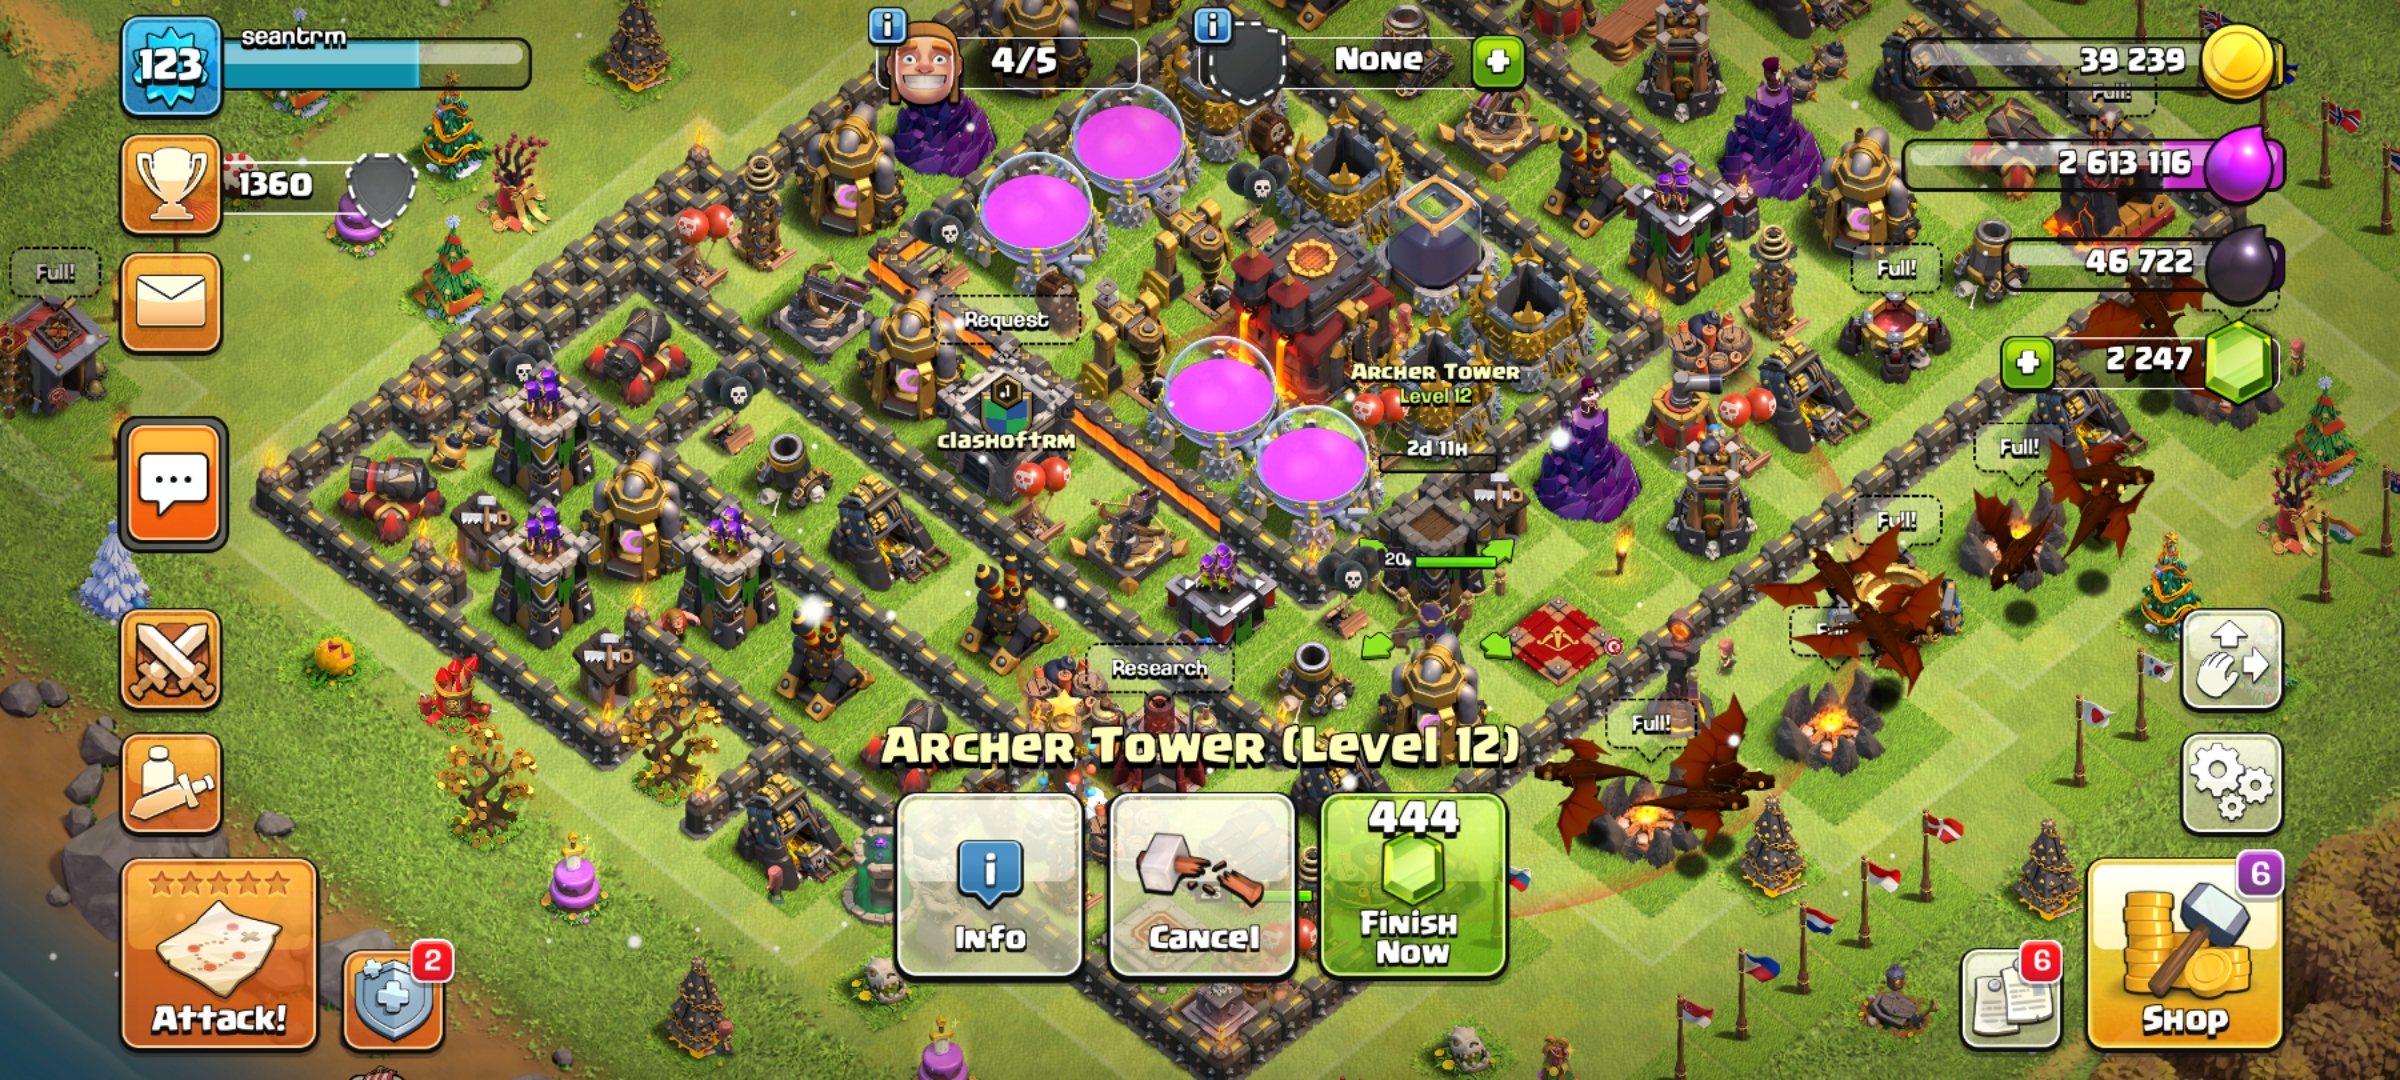 123
seantrm
4/5
None
39 239
Full!
2 613 116
1360
Full!
46 722
Full!
Request
2 247
Archer Tower
Level 12
clashoftrm
2d 11h
Full!
Full!
20
Research
Full!
Archer Tower (Level 12)
Info
Cancel
444
Finish
Now
Attack!
2
6
6
Shop